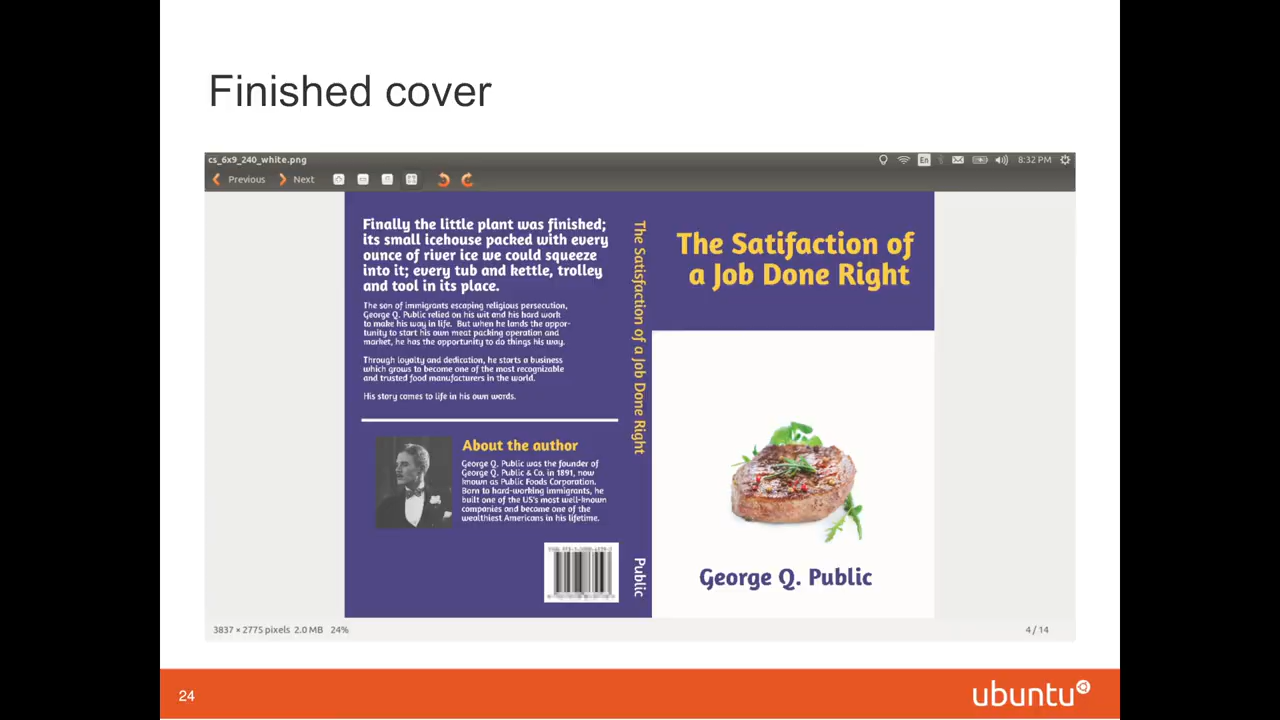 Finished cover
cs_6x9_240_white.png
En
8:32 PM
Previous
Next
Finally the little plant was finished;
its small icehouse packed with every
ounce of river ice we could squeeze
into it; every tub and kettle, trolley
and tool in its place.
The son of immigrants escaping religious persecution,
George Q. Public relied on his wit and his hard work
to make his way in life. But when he lands the oppor-
tunity to start his own meat packing operation and
market, he has the opportunity to do things his way.
Through loyalty and dedication, he starts a business
which grows to become one of the most recognizable
and trusted food manufacturers in the world.
His story comes to life in his own words.
About the author
George Q. Public was the founder of
George Q. Public & Co. in 1891, now
known as Public Foods Corporation.
Born to hard-working immigrants, he
built one of the US's most well-known
companies and became one of the
wealthiest Americans in his lifetime.
The Satisfaction of a Job Done Right
Public
The Satifaction of
a Job Done Right
George Q. Public
3837 × 2775 pixels 2.0 MB 24%
4 / 14
24
ubuntu